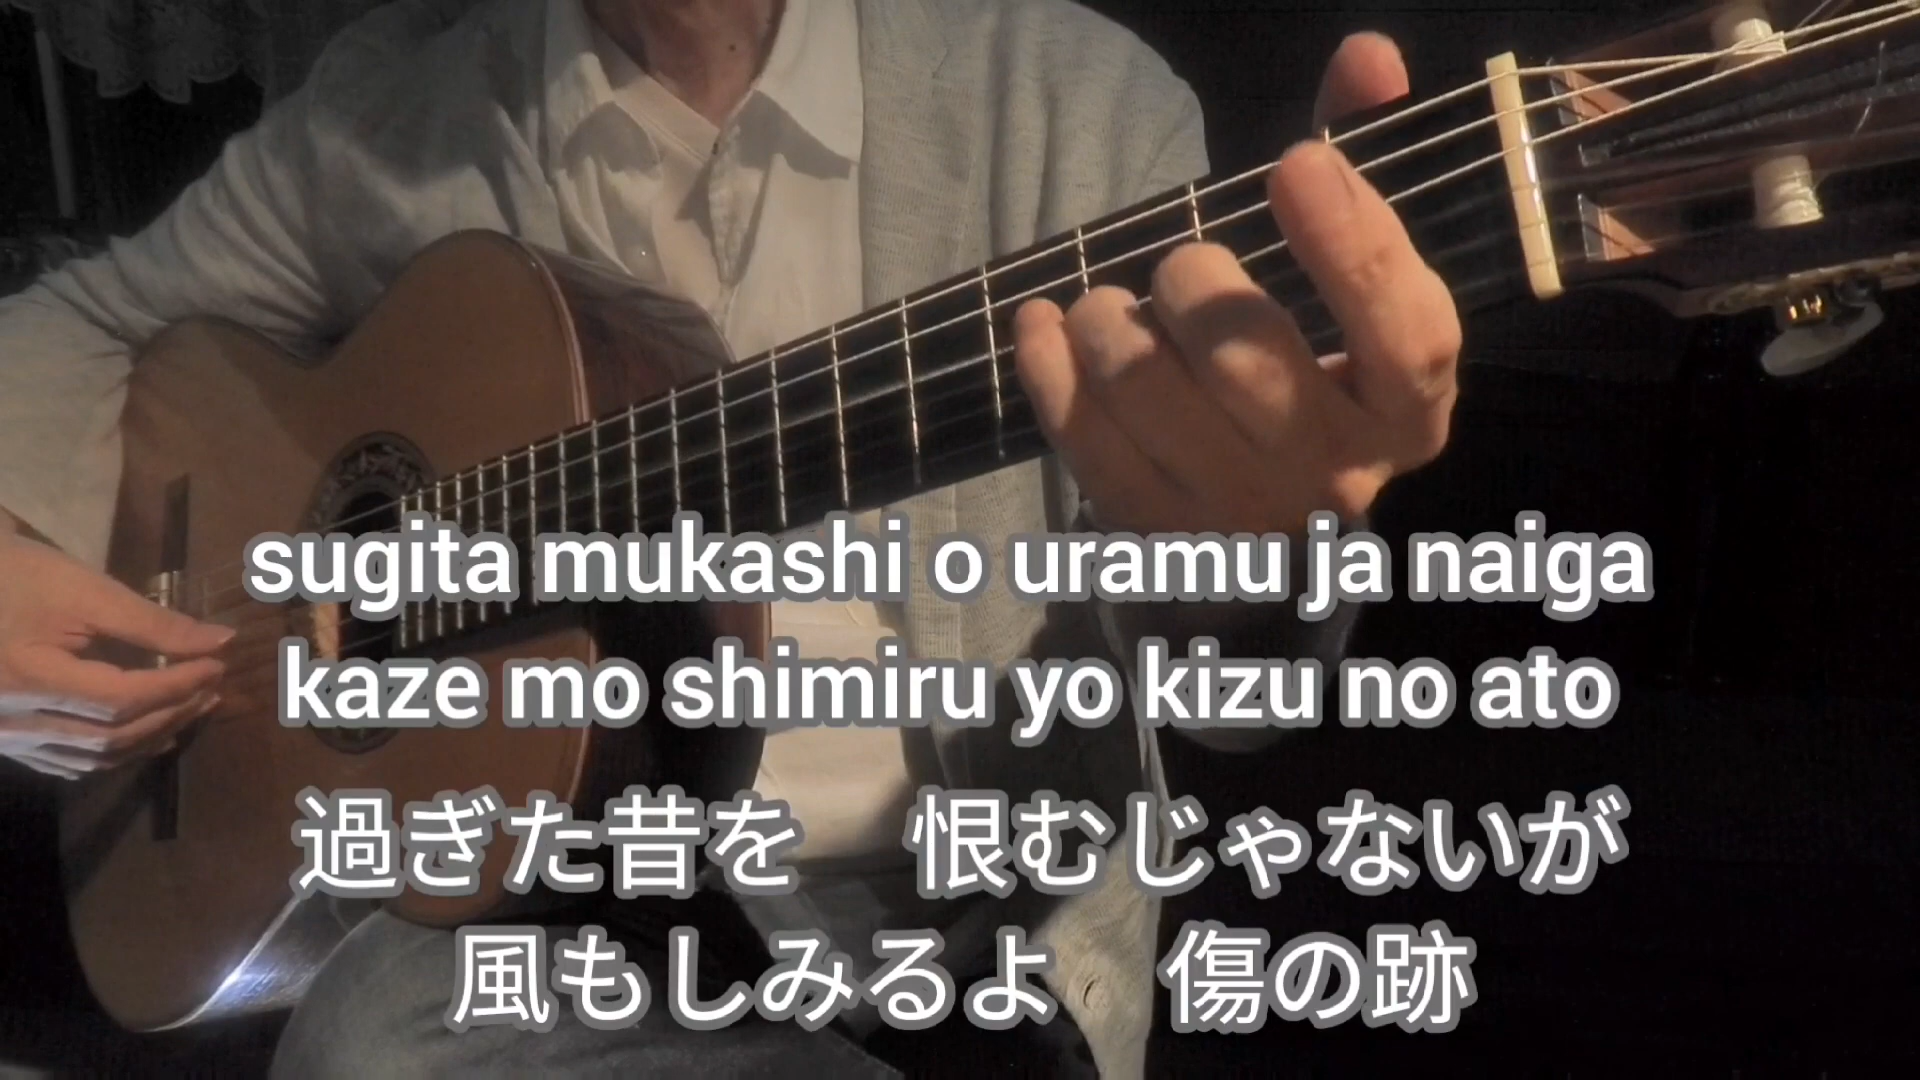 sugita mukashi o uramu ja naiga
kaze mo shimiru yo kizu no ato
過ぎた昔を　恨むじゃないが
風もしみるよ　傷の跡